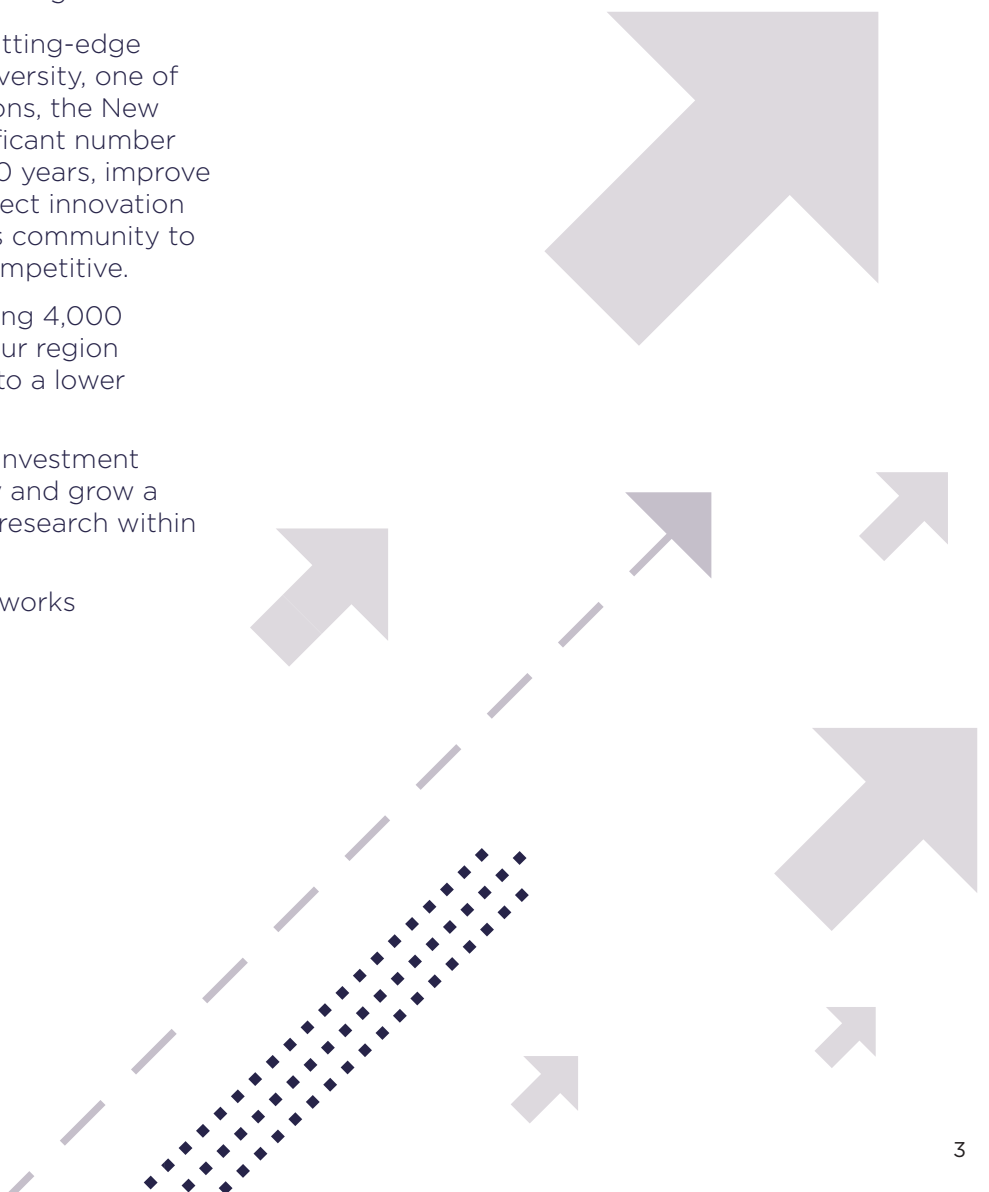 tting-edge
versity, one of
ons, the New
ficant number
0 years, improve
ect innovation
s community to
mpetitive.
ng 4,000
ur region
to a lower
nvestment
and grow a
research within
works
3